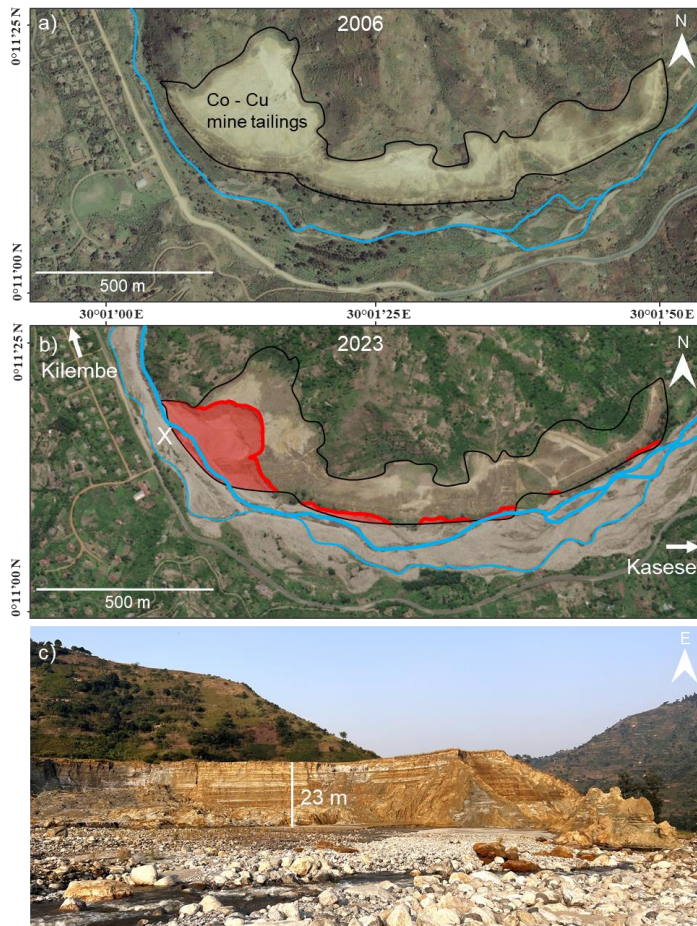 a)
2006
N
0°11'25 N
Co - Cu
mine tailings
0°11'00 N
500 m
30°01'00 E
30°01'25 E
30°01'50 E
b)
2023
N
0°11'25 N
Kilembe
X
Kasese
0°11'00 N
500 m
c)
E
23 m